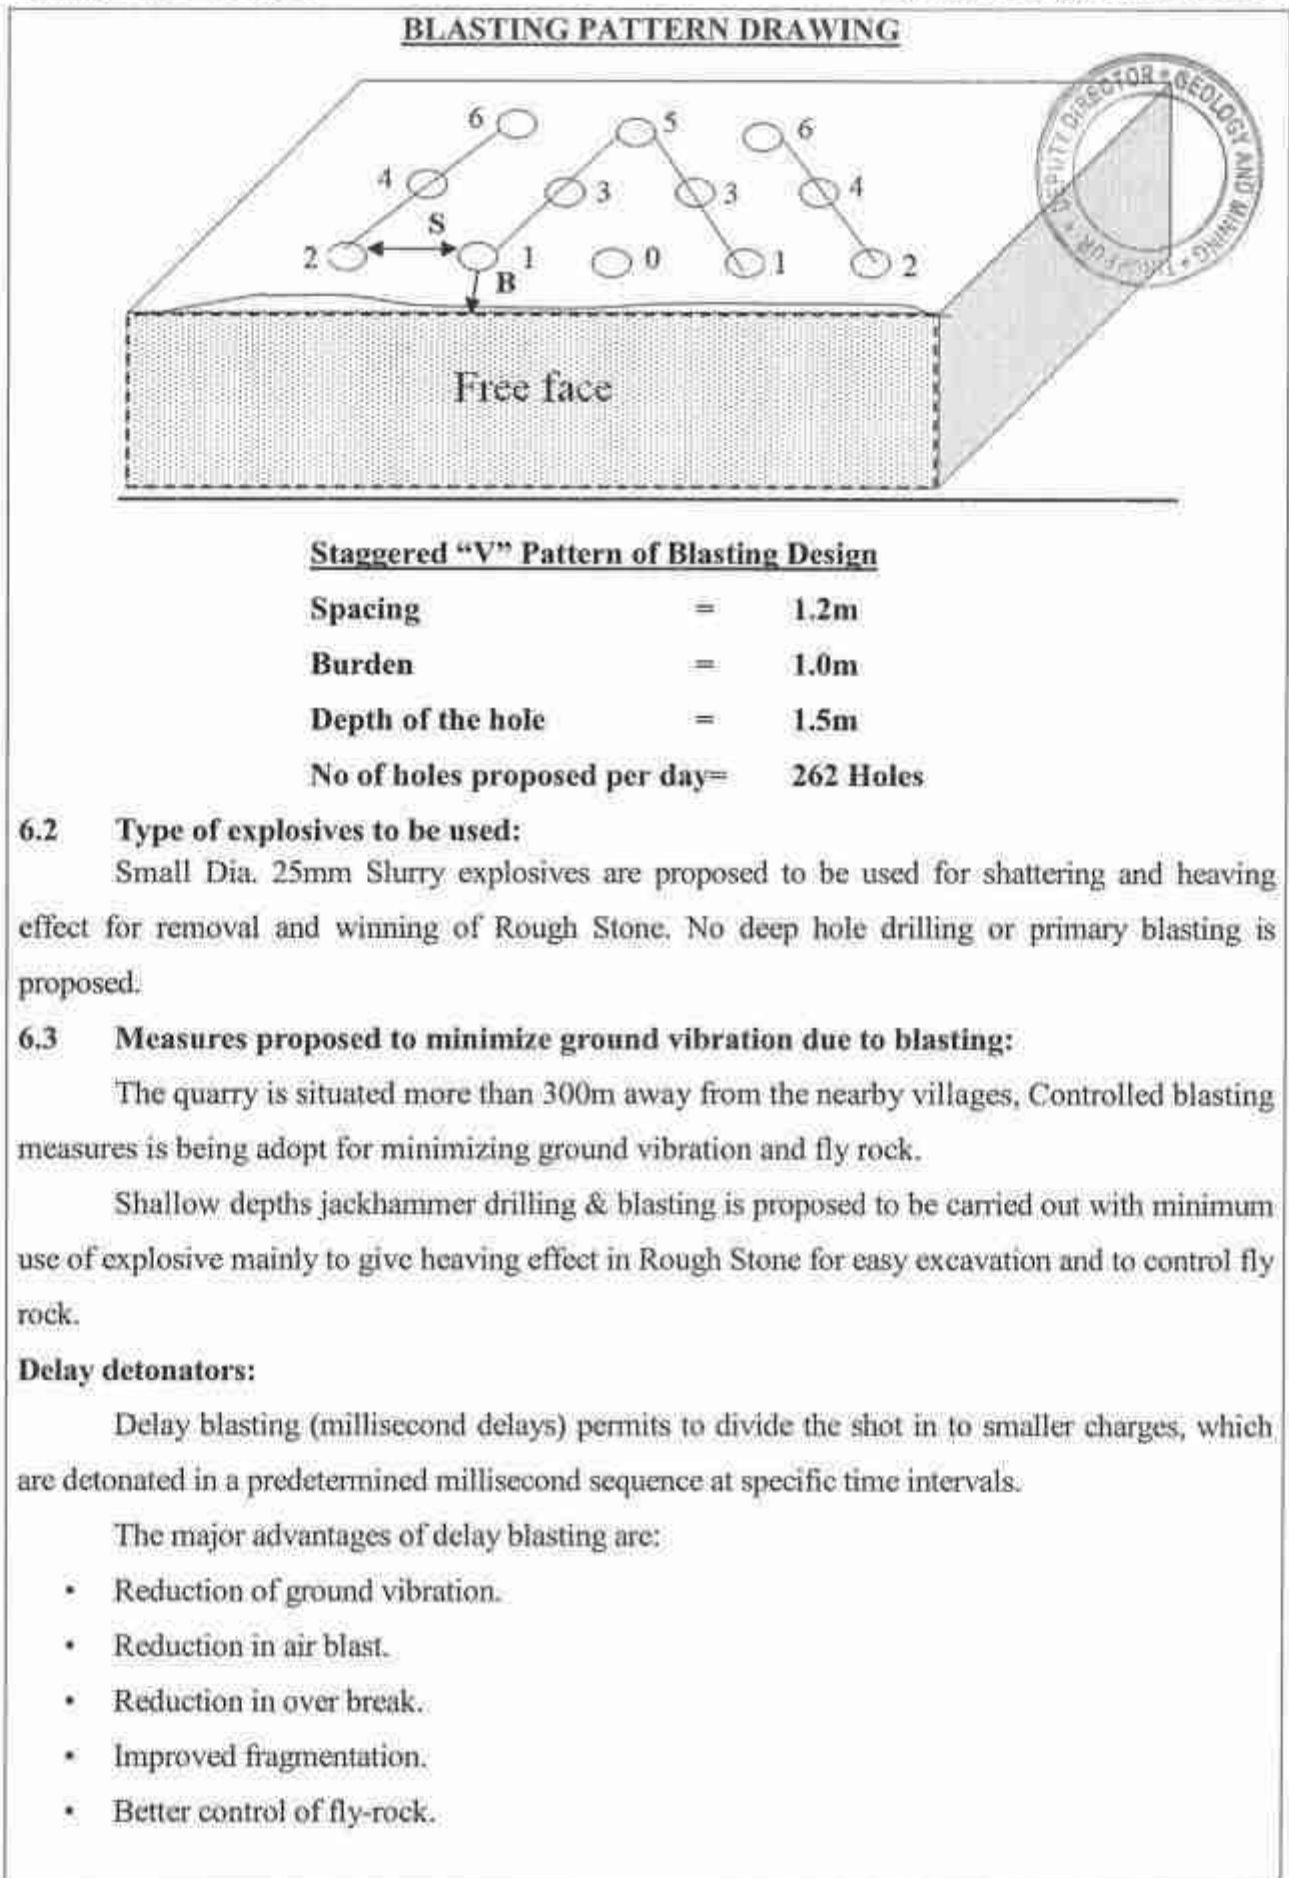 BLASTING PATTERN DRAWING
DEPUTY DIRECTOR * GEOLOGY AND MINING *
6 5 6
4 3 3 4
S
2 1 0 1 2
B
Free face
Staggered “V” Pattern of Blasting Design
Spacing = 1.2m
Burden = 1.0m
Depth of the hole = 1.5m
No of holes proposed per day= 262 Holes
6.2 Type of explosives to be used:
Small Dia. 25mm Slurry explosives are proposed to be used for shattering and heaving
effect for removal and winning of Rough Stone. No deep hole drilling or primary blasting is
proposed.
6.3 Measures proposed to minimize ground vibration due to blasting:
The quarry is situated more than 300m away from the nearby villages, Controlled blasting
measures is being adopt for minimizing ground vibration and fly rock.
Shallow depths jackhammer drilling & blasting is proposed to be carried out with minimum
use of explosive mainly to give heaving effect in Rough Stone for easy excavation and to control fly
rock.
Delay detonators:
Delay blasting (millisecond delays) permits to divide the shot in to smaller charges, which
are detonated in a predetermined millisecond sequence at specific time intervals.
The major advantages of delay blasting are:
• Reduction of ground vibration.
• Reduction in air blast.
• Reduction in over break.
• Improved fragmentation.
• Better control of fly-rock.